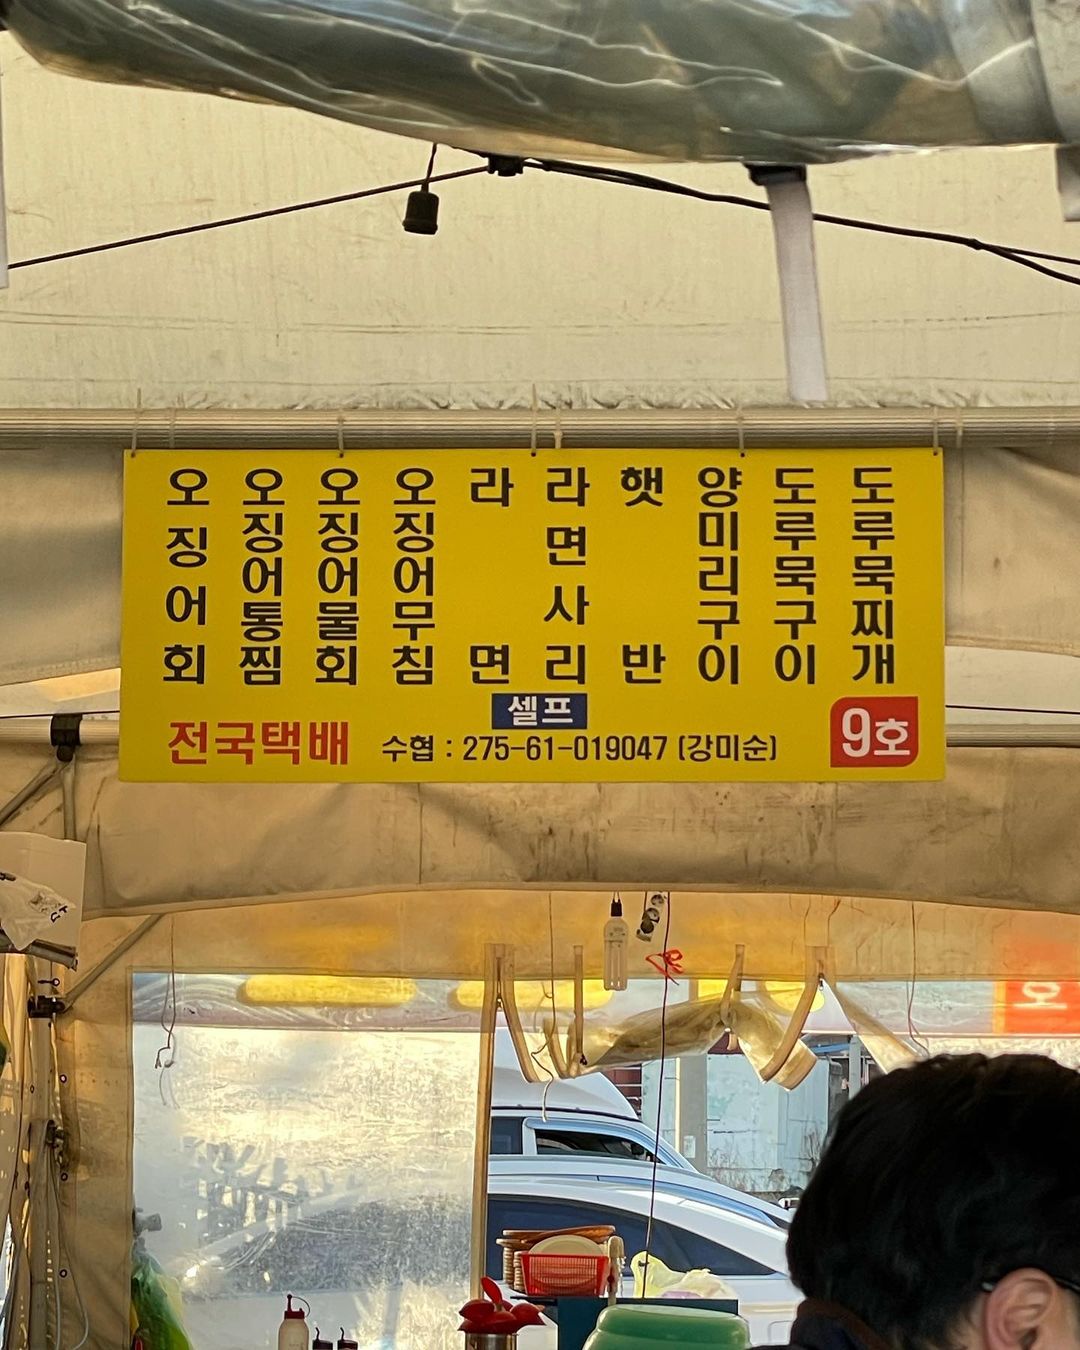 오징어회
오징어통찜
오징어물회
오징어무침
라면
라면사리
햇반
양미리구이
도루묵구이
도루묵찌개
셀프
전국택배
수협 : 275-61-019047 (강미순)
9호
호